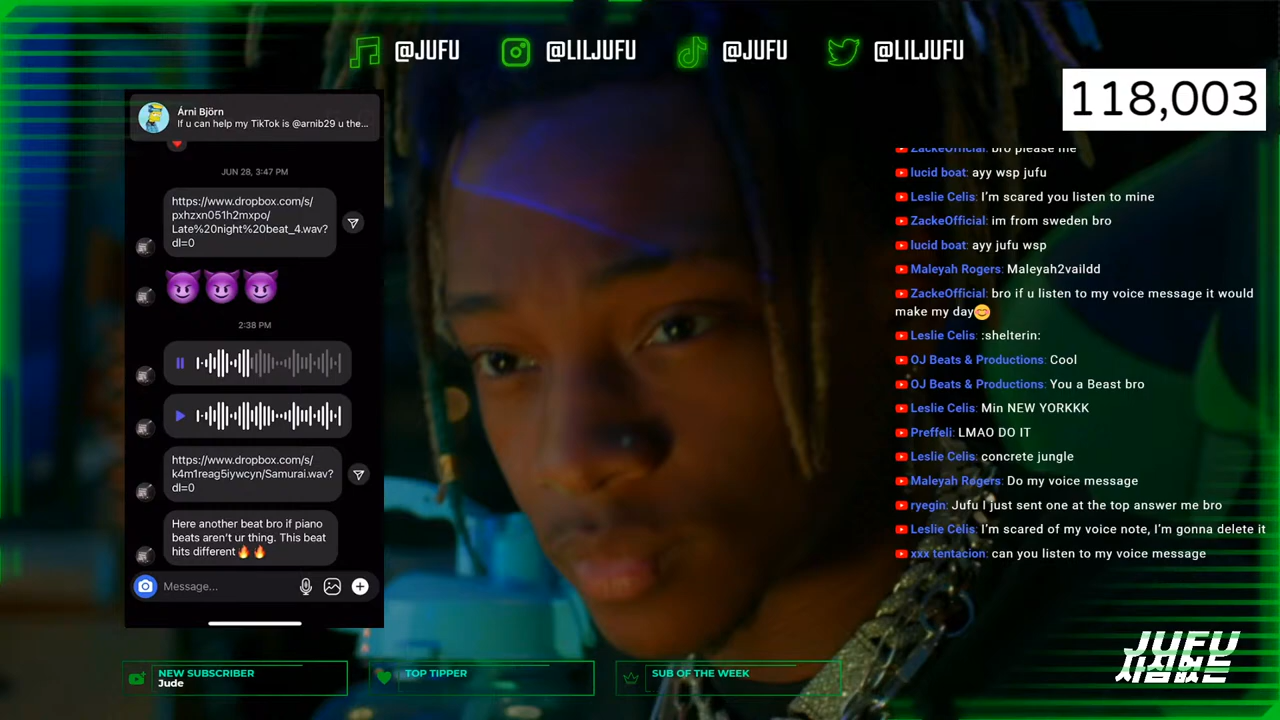 @JUFU @LILJUFU @JUFU @LILJUFU
118,003
Árni Björn
If u can help my TikTok is @arnib29 u the...
JUN 28, 3:47 PM
https://www.dropbox.com/s/
pxhzxn051h2mxpo/
Late%20night%20beat_4.wav?
dl=0
😈😈😈
2:38 PM
https://www.dropbox.com/s/
k4m1reag5iywcyn/Samurai.wav?
dl=0
Here another beat bro if piano
beats aren't ur thing. This beat
hits different🔥🔥
Message...
ZackeOfficial: bro please me
lucid boat: ayy wsp jufu
Leslie Celis: I'm scared you listen to mine
ZackeOfficial: im from sweden bro
lucid boat: ayy jufu wsp
Maleyah Rogers: Maleyah2vaildd
ZackeOfficial: bro if u listen to my voice message it would
make my day😊
Leslie Celis: :shelterin:
OJ Beats & Productions: Cool
OJ Beats & Productions: You a Beast bro
Leslie Celis: Min NEW YORKKK
Preffeli: LMAO DO IT
Leslie Celis: concrete jungle
Maleyah Rogers: Do my voice message
ryegin: Jufu I just sent one at the top answer me bro
Leslie Celis: I'm scared of my voice note, I'm gonna delete it
xxx tentacion: can you listen to my voice message
NEW SUBSCRIBER
Jude
TOP TIPPER
SUB OF THE WEEK
JUFU
자심없는